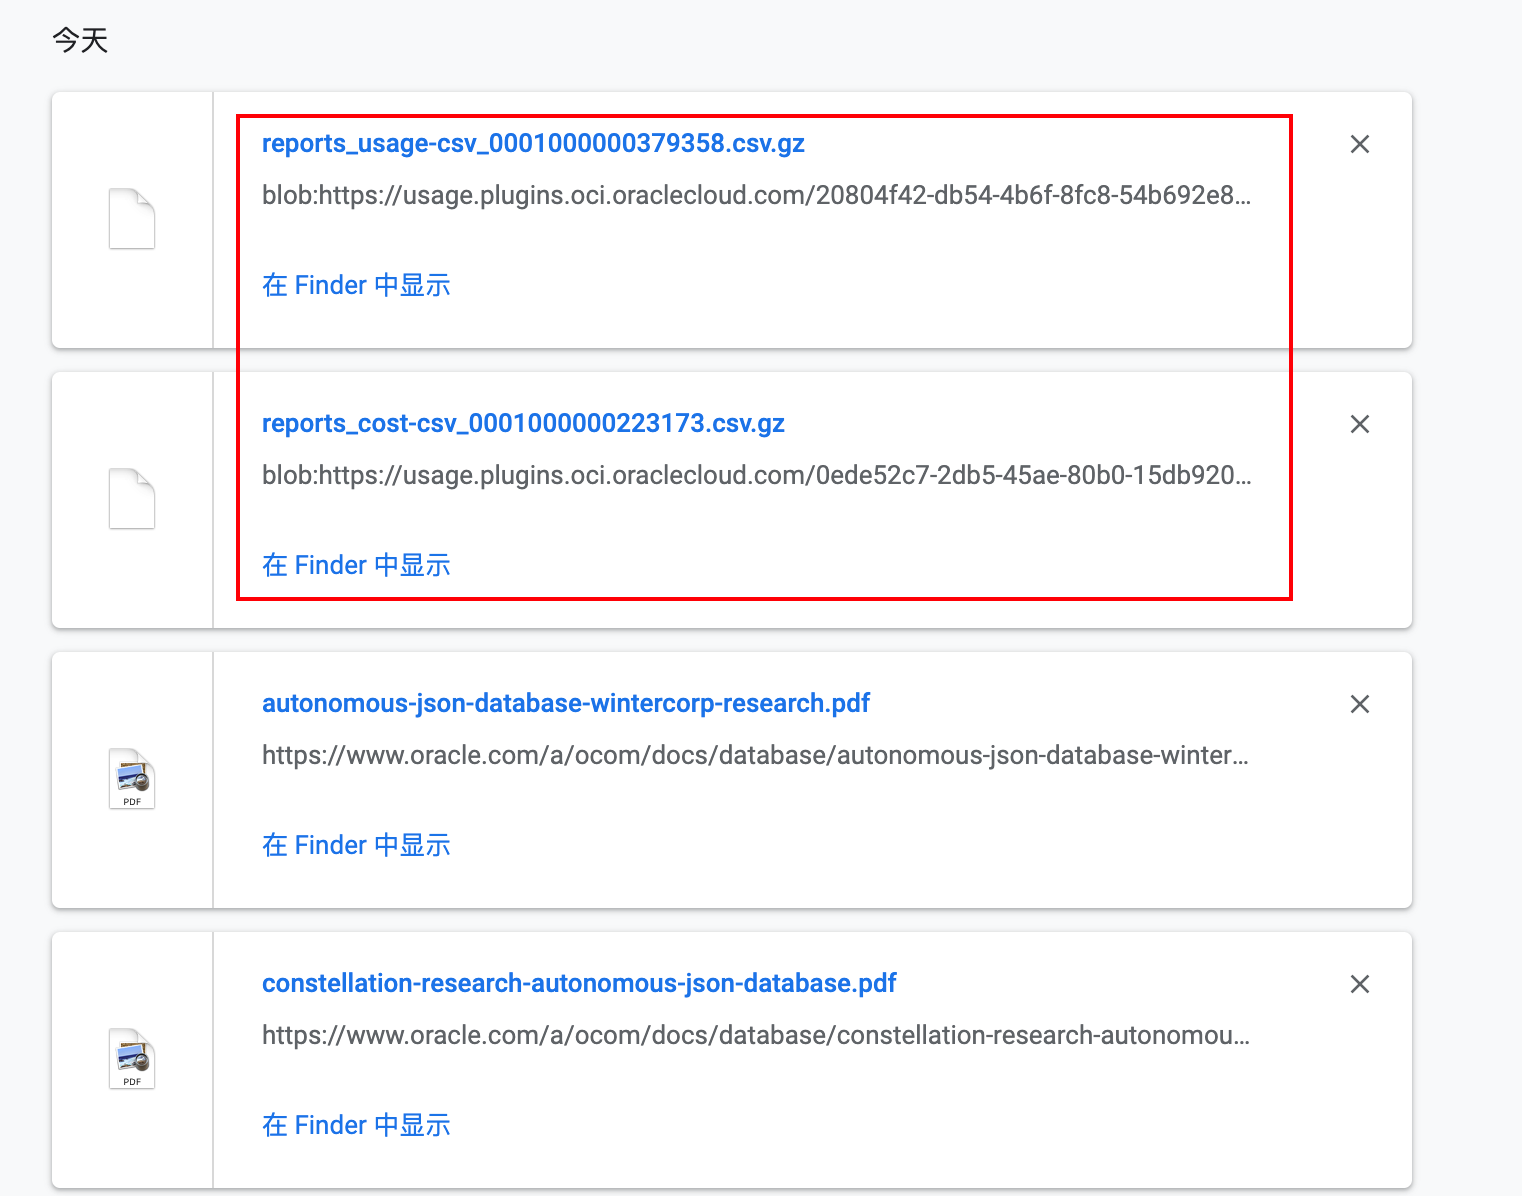 今天
reports_usage-csv_0001000000379358.csv.gz
blob:https://usage.plugins.oci.oraclecloud.com/20804f42-db54-4b6f-8fc8-54b692e8...
在 Finder 中显示
reports_cost-csv_0001000000223173.csv.gz
blob:https://usage.plugins.oci.oraclecloud.com/0ede52c7-2db5-45ae-80b0-15db920...
在 Finder 中显示
autonomous-json-database-wintercorp-research.pdf
https://www.oracle.com/a/ocom/docs/database/autonomous-json-database-winter...
PDF
在 Finder 中显示
constellation-research-autonomous-json-database.pdf
https://www.oracle.com/a/ocom/docs/database/constellation-research-autonomou...
PDF
在 Finder 中显示